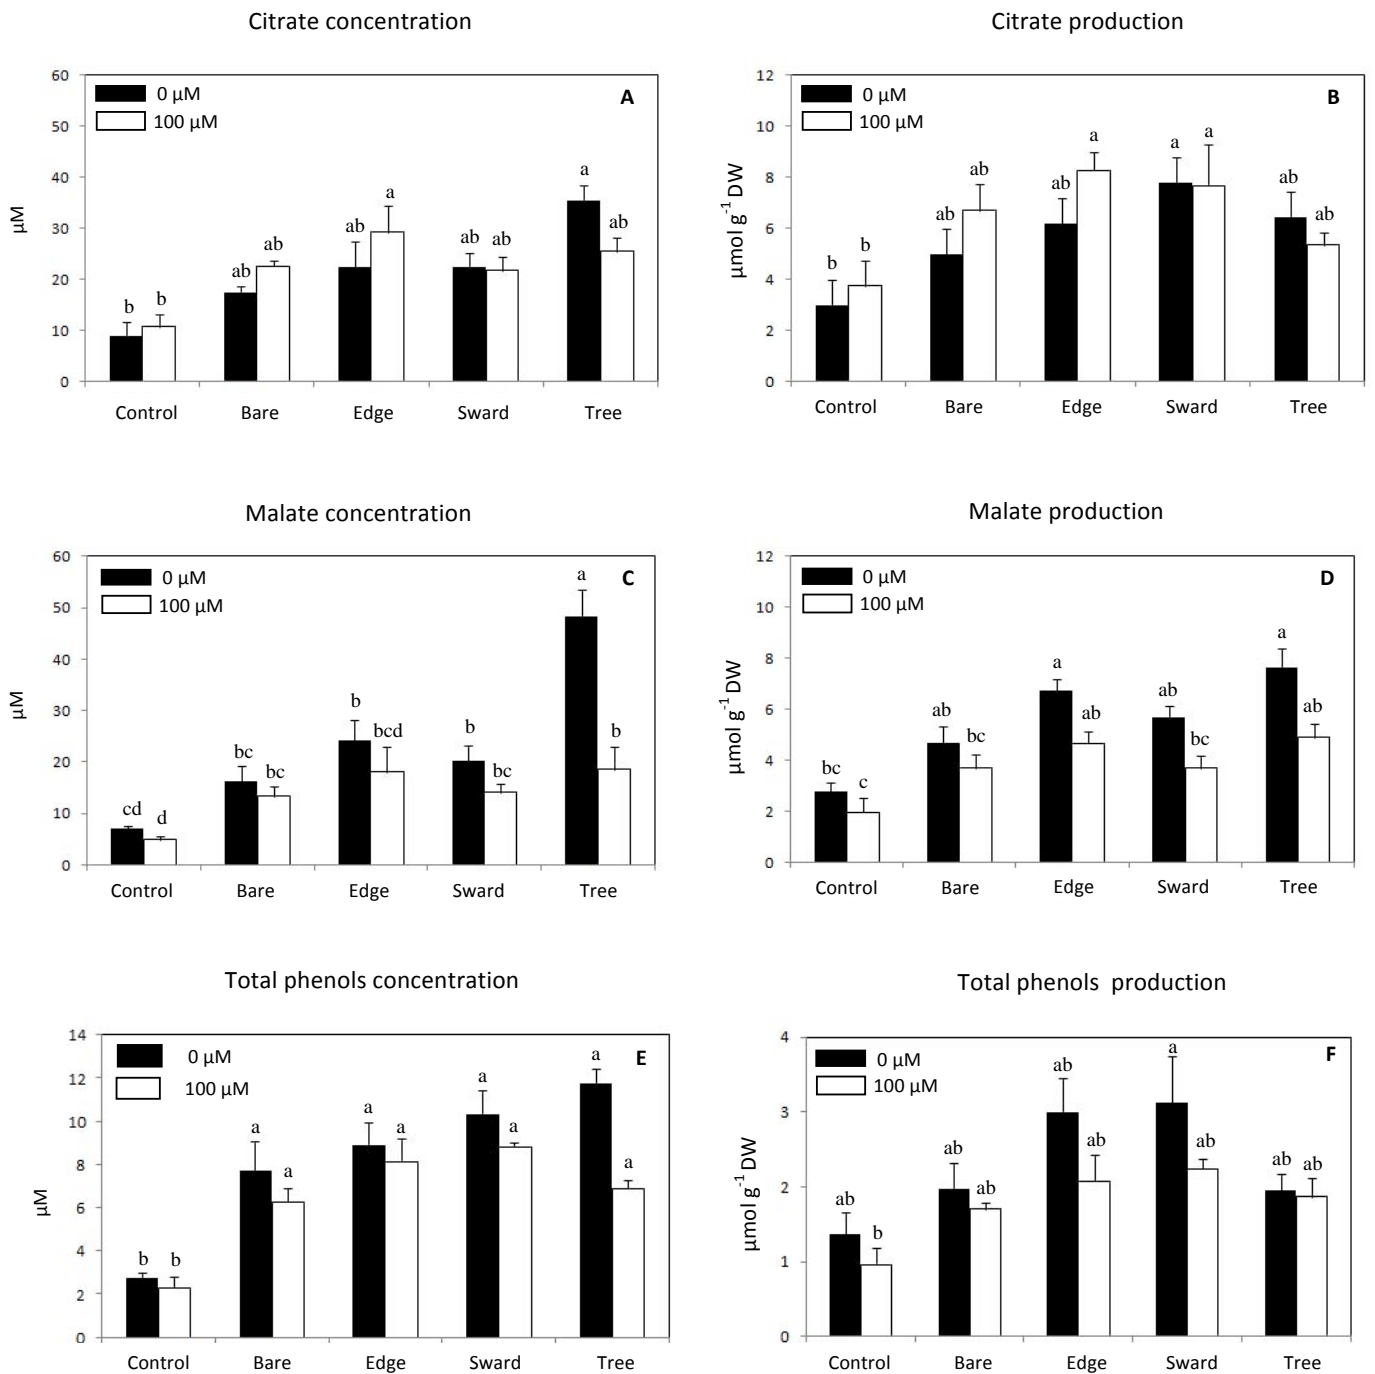 Citrate concentration
60
50
40
30
20
10
0
µM
0 µM
100 µM
A
b
b
ab
ab
ab
a
ab
ab
a
ab
Control Bare Edge Sward Tree
Citrate production
12
10
8
6
4
2
0
µmol g⁻¹ DW
0 µM
100 µM
B
b
b
ab
ab
ab
a
a
a
ab
ab
Control Bare Edge Sward Tree
Malate concentration
60
50
40
30
20
10
0
µM
0 µM
100 µM
C
cd
d
bc
bc
b
bcd
b
bc
a
b
Control Bare Edge Sward Tree
Malate production
12
10
8
6
4
2
0
µmol g⁻¹ DW
0 µM
100 µM
D
bc
c
ab
bc
a
ab
ab
bc
a
ab
Control Bare Edge Sward Tree
Total phenols concentration
14
12
10
8
6
4
2
0
µM
0 µM
100 µM
E
b
b
a
a
a
a
a
a
a
a
Control Bare Edge Sward Tree
Total phenols production
4
3
2
1
0
µmol g⁻¹ DW
0 µM
100 µM
F
ab
b
ab
ab
ab
ab
a
ab
ab
ab
Control Bare Edge Sward Tree